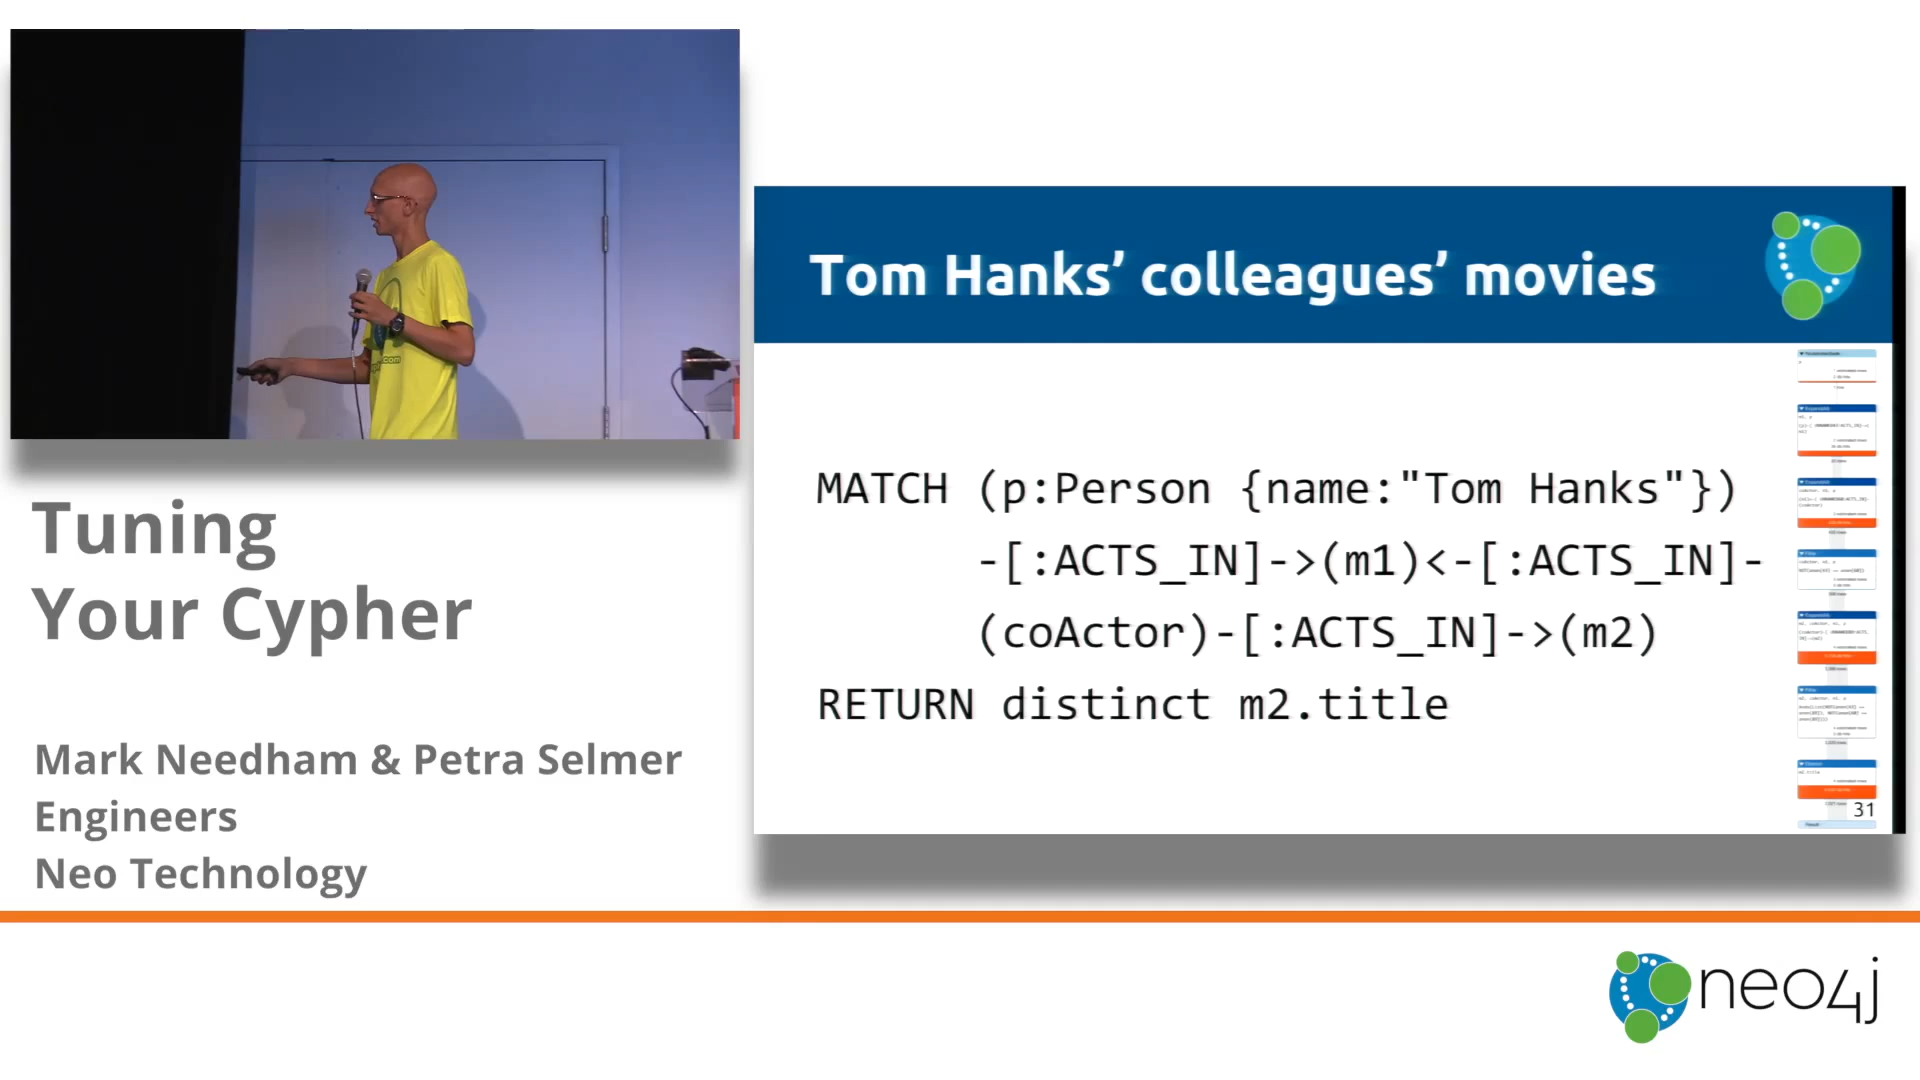 Tuning
Your Cypher
Mark Needham & Petra Selmer
Engineers
Neo Technology
.com
Tom Hanks’ colleagues’ movies
MATCH (p:Person {name:"Tom Hanks"})
-[:ACTS_IN]->(m1)<-[:ACTS_IN]-
(coActor)-[:ACTS_IN]->(m2)
RETURN distinct m2.title
31
neo4j